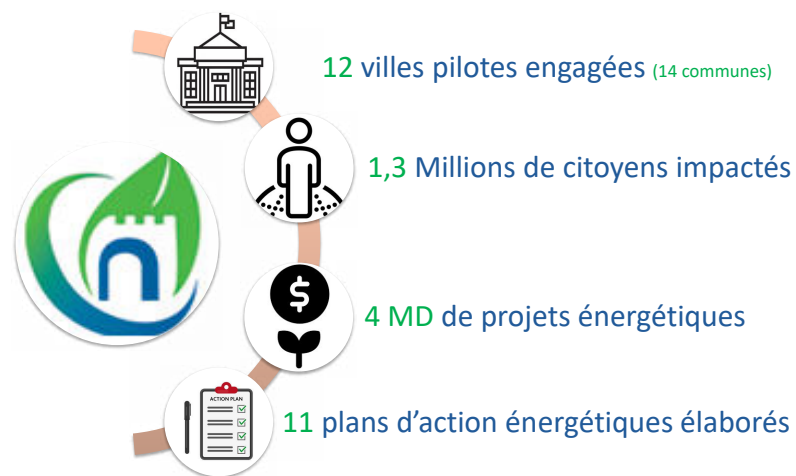 12 villes pilotes engagées (14 communes)
1,3 Millions de citoyens impactés
$
4 MD de projets énergétiques
ACTION PLAN
11 plans d’action énergétiques élaborés